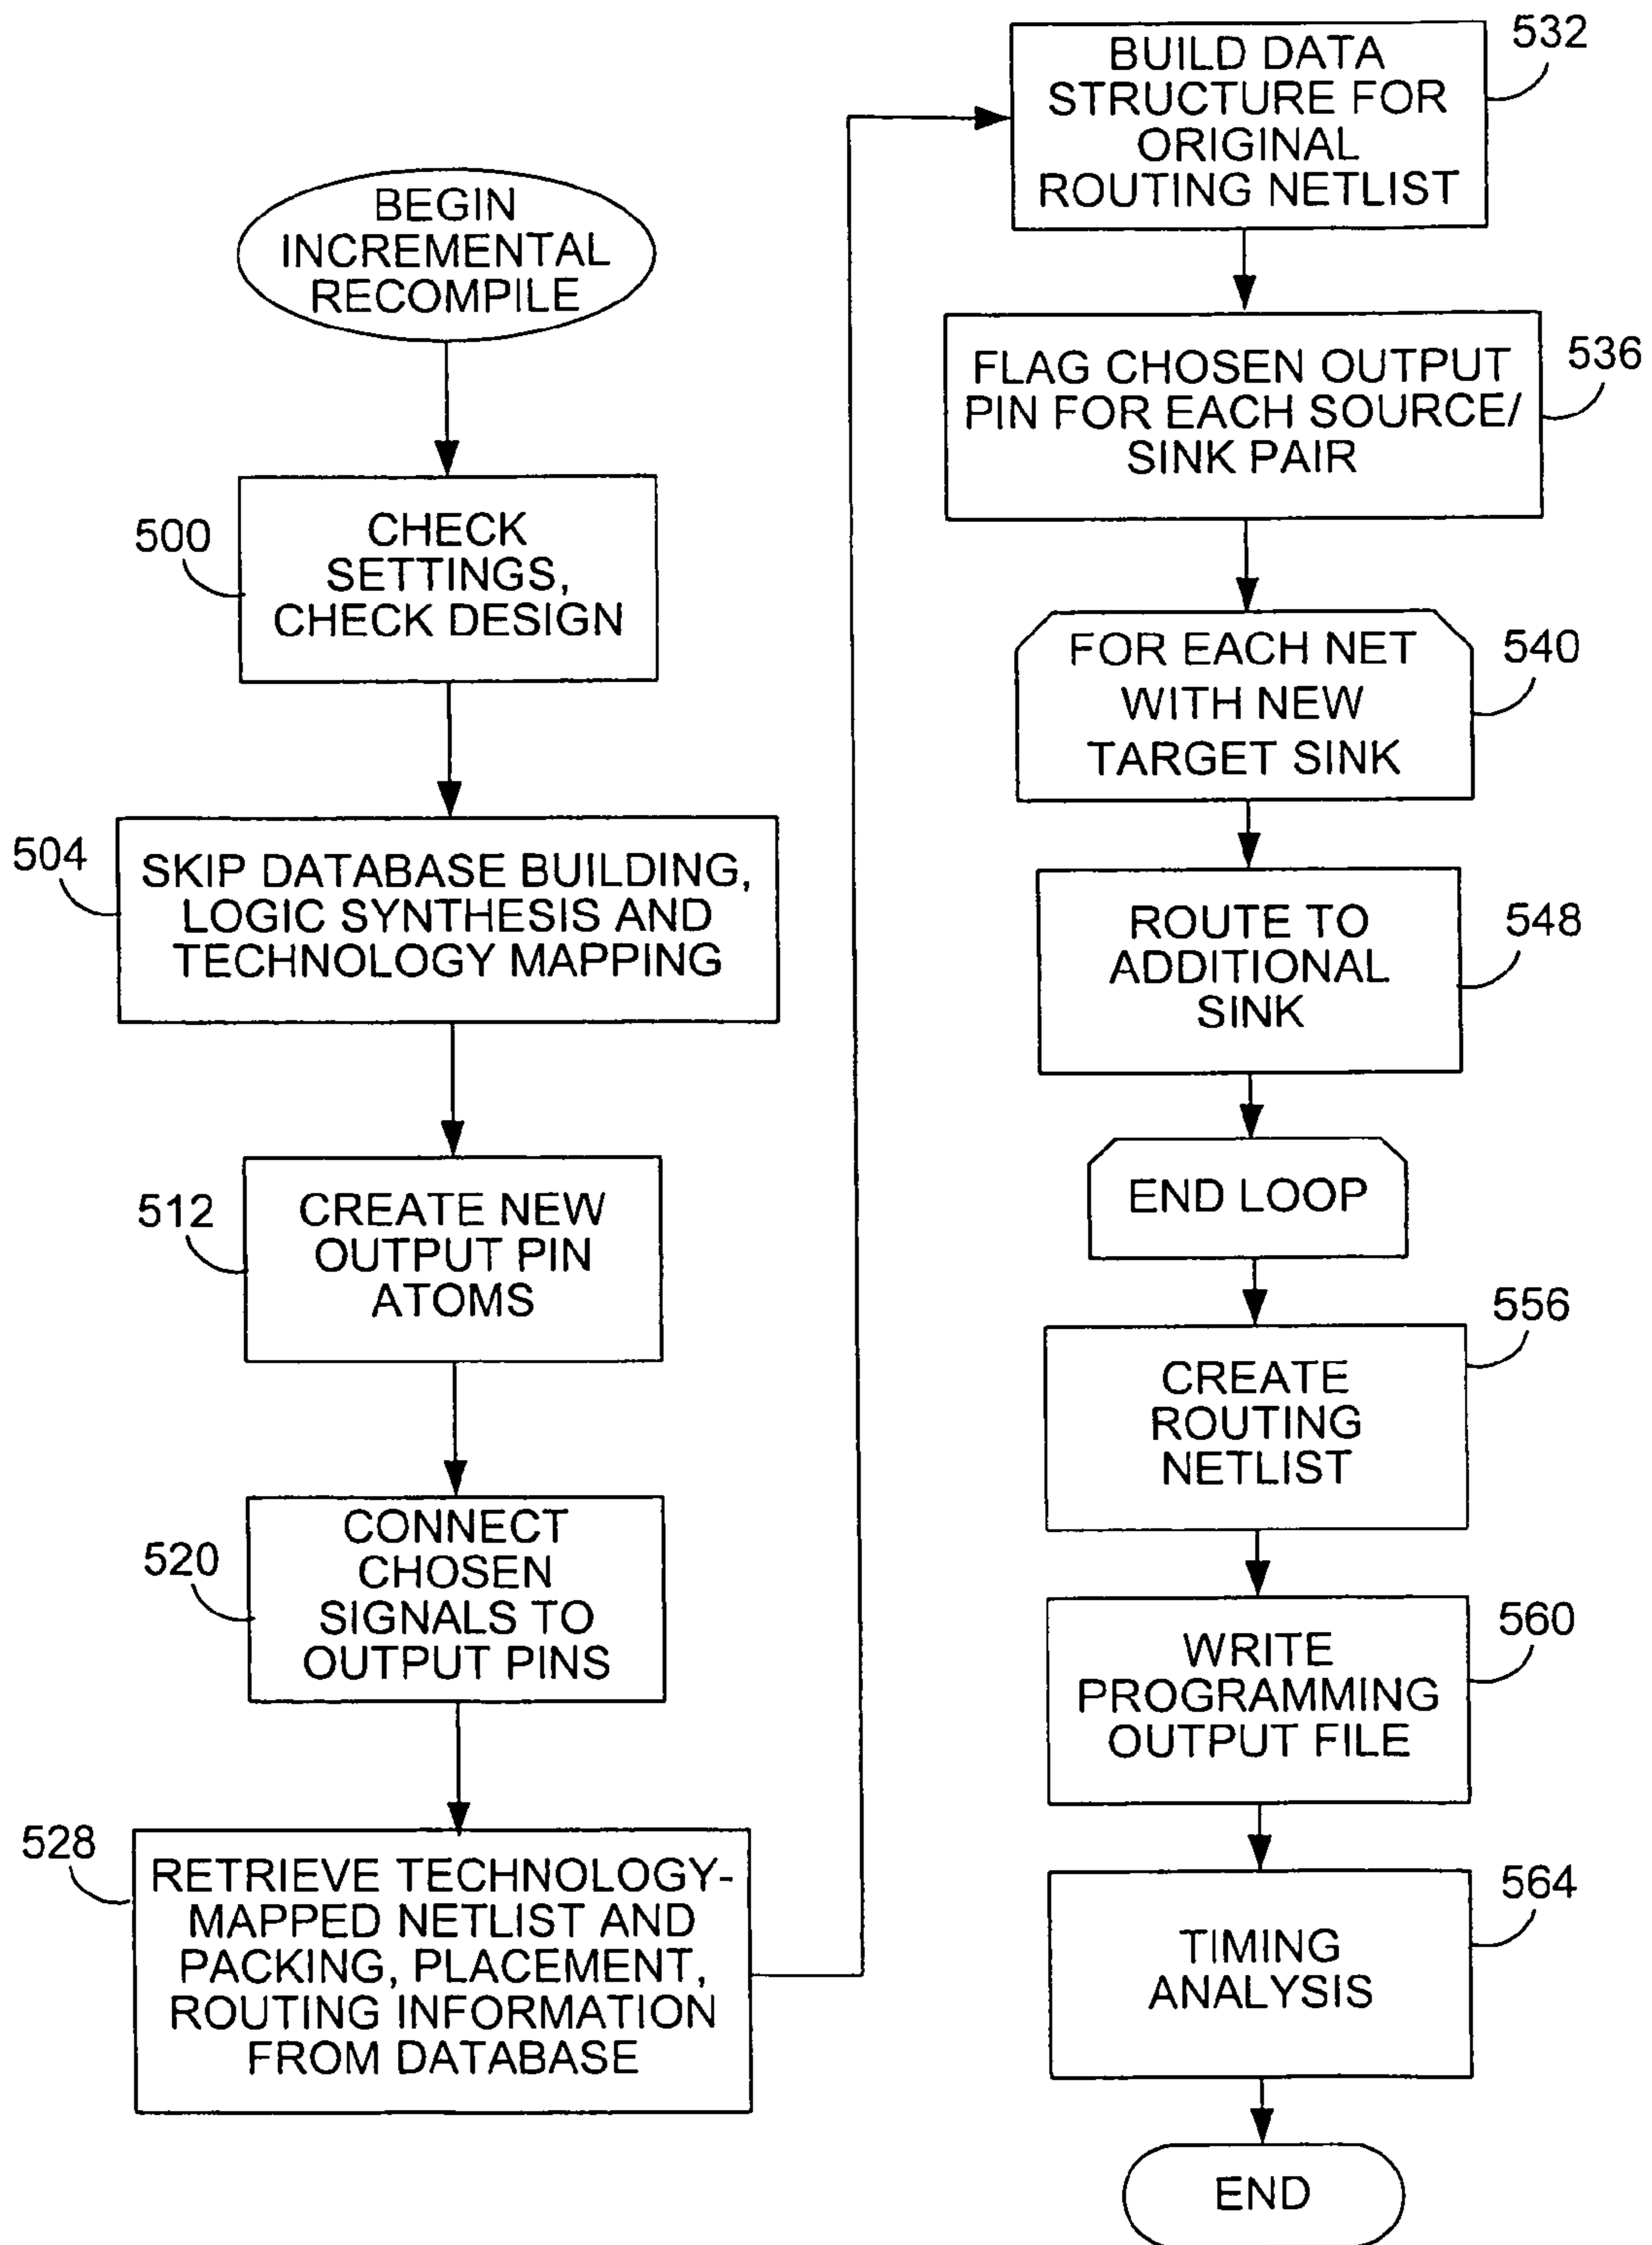 BEGIN
INCREMENTAL
RECOMPILE
500
CHECK
SETTINGS,
CHECK DESIGN
504
SKIP DATABASE BUILDING,
LOGIC SYNTHESIS AND
TECHNOLOGY MAPPING
512
CREATE NEW
OUTPUT PIN
ATOMS
520
CONNECT
CHOSEN
SIGNALS TO
OUTPUT PINS
528
RETRIEVE TECHNOLOGY-
MAPPED NETLIST AND
PACKING, PLACEMENT,
ROUTING INFORMATION
FROM DATABASE
532
BUILD DATA
STRUCTURE FOR
ORIGINAL
ROUTING NETLIST
536
FLAG CHOSEN OUTPUT
PIN FOR EACH SOURCE/
SINK PAIR
540
FOR EACH NET
WITH NEW
TARGET SINK
548
ROUTE TO
ADDITIONAL
SINK
END LOOP
556
CREATE
ROUTING
NETLIST
560
WRITE
PROGRAMMING
OUTPUT FILE
564
TIMING
ANALYSIS
END